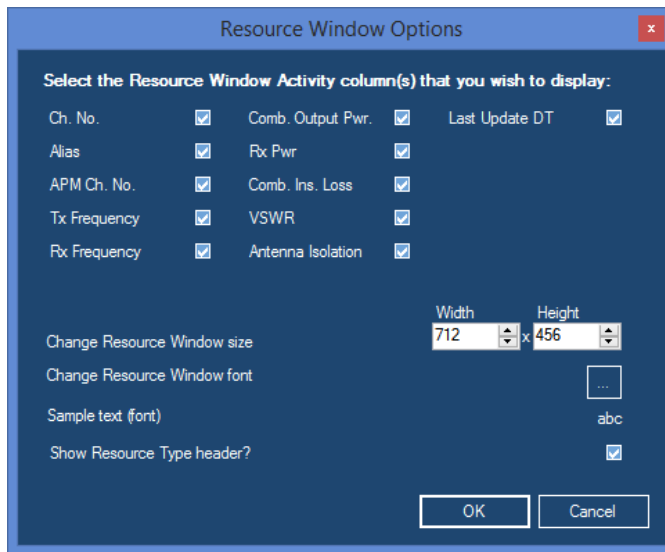 Resource Window Options
x
Select the Resource Window Activity column(s) that you wish to display:
Ch. No. Comb. Output Pwr. Last Update DT
Alias Rx Pwr
APM Ch. No. Comb. Ins. Loss
Tx Frequency VSWR
Rx Frequency Antenna Isolation
Width Height
Change Resource Window size 712 x 456
Change Resource Window font ...
Sample text (font) abc
Show Resource Type header?
OK Cancel